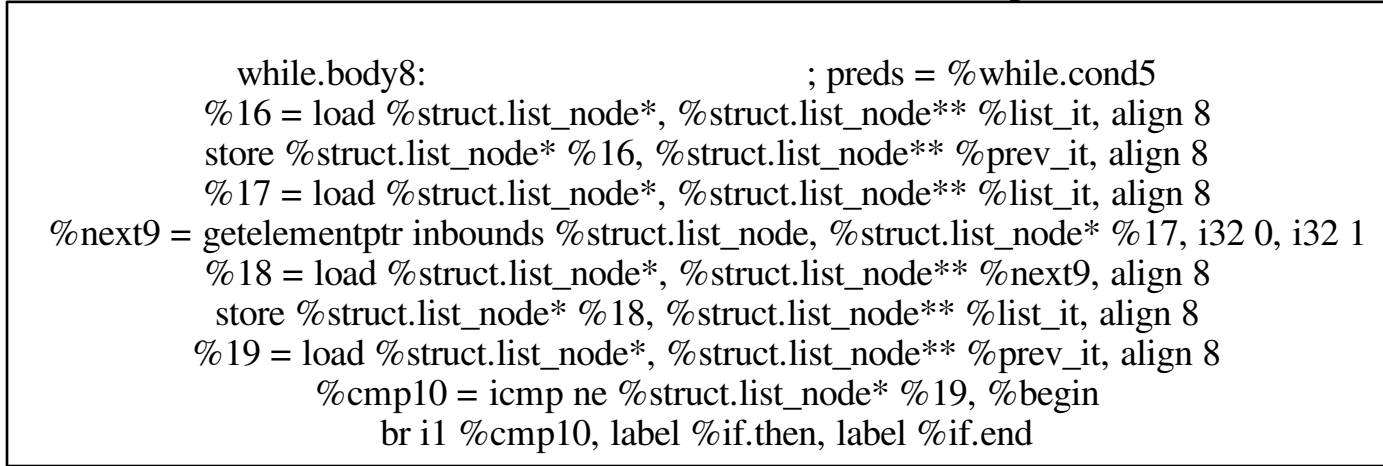 while.body8: ; preds = %while.cond5
%16 = load %struct.list_node*, %struct.list_node** %list_it, align 8
store %struct.list_node* %16, %struct.list_node** %prev_it, align 8
%17 = load %struct.list_node*, %struct.list_node** %list_it, align 8
%next9 = getelementptr inbounds %struct.list_node, %struct.list_node* %17, i32 0, i32 1
%18 = load %struct.list_node*, %struct.list_node** %next9, align 8
store %struct.list_node* %18, %struct.list_node** %list_it, align 8
%19 = load %struct.list_node*, %struct.list_node** %prev_it, align 8
%cmp10 = icmp ne %struct.list_node* %19, %begin
br i1 %cmp10, label %if.then, label %if.end